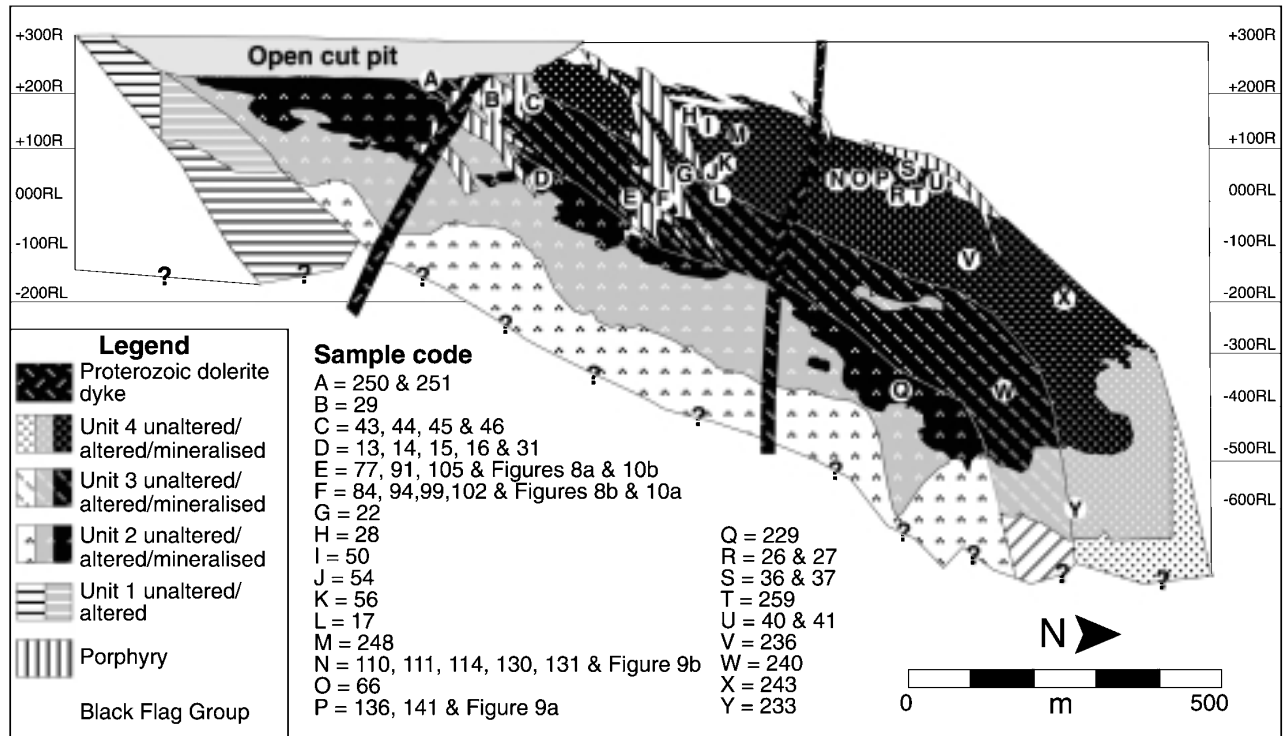 +300R
+200R
+100R
000RL
-100RL
-200RL
Open cut pit
+300R
+200R
+100R
000RL
-100RL
-200RL
-300RL
-400RL
-500RL
-600RL
A
B
C
D
E
F
G
H
I
J
K
L
M
N
O
P
Q
R
S
T
U
V
W
X
Y
?
?
?
?
?
?
?
?
?
?
?
Legend
Proterozoic dolerite
dyke
Unit 4 unaltered/
altered/mineralised
Unit 3 unaltered/
altered/mineralised
Unit 2 unaltered/
altered/mineralised
Unit 1 unaltered/
altered
Porphyry
Black Flag Group
Sample code
A = 250 & 251
B = 29
C = 43, 44, 45 & 46
D = 13, 14, 15, 16 & 31
E = 77, 91, 105 & Figures 8a & 10b
F = 84, 94,99,102 & Figures 8b & 10a
G = 22
H = 28
I = 50
J = 54
K = 56
L = 17
M = 248
N = 110, 111, 114, 130, 131 & Figure 9b
O = 66
P = 136, 141 & Figure 9a
Q = 229
R = 26 & 27
S = 36 & 37
T = 259
U = 40 & 41
V = 236
W = 240
X = 243
Y = 233
N
0 m 500